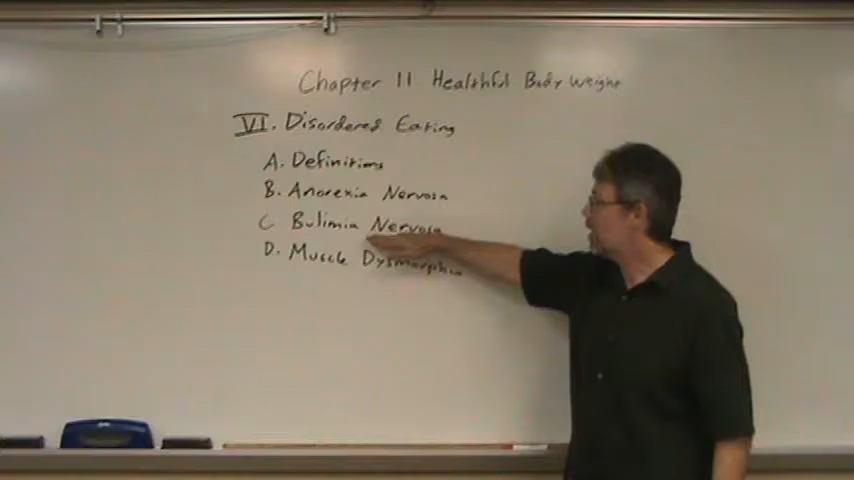 Chapter 11 Healthful Body Weight
VI. Disordered Eating
A. Definitions
B. Anorexia Nervosa
C Bulimia Nervosa
D. Muscle Dysmorphia